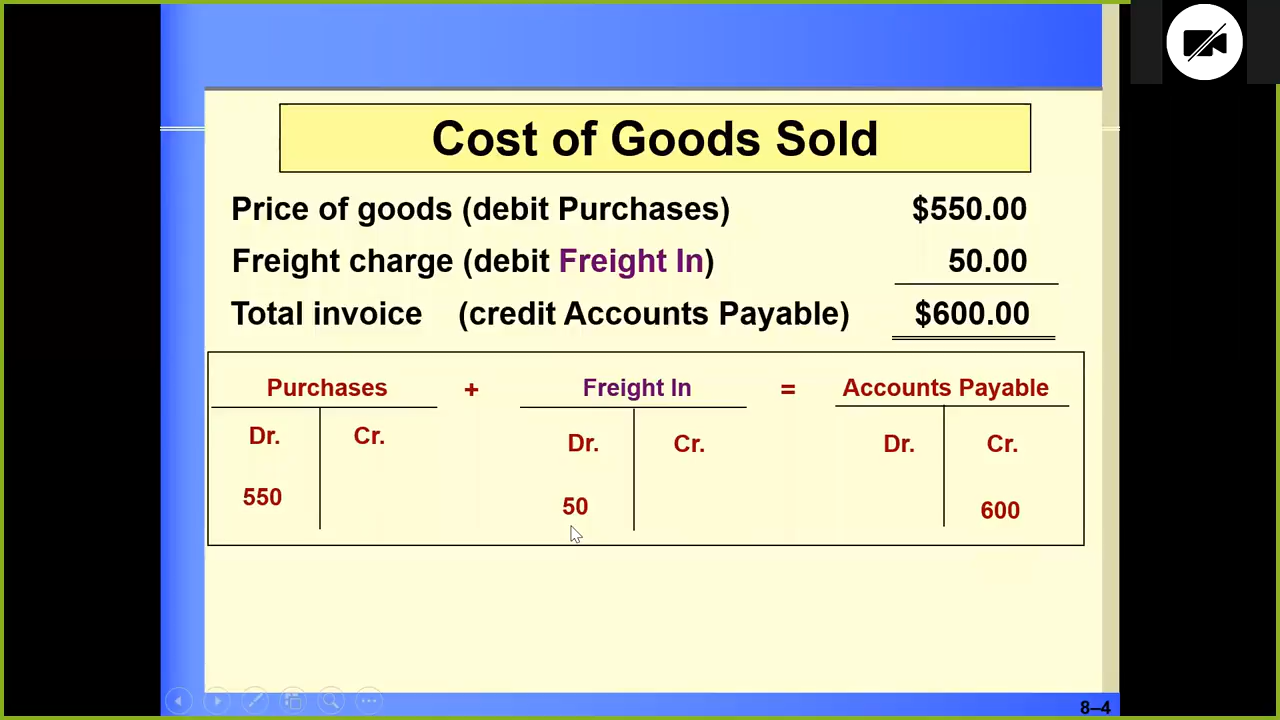 Cost of Goods Sold
Price of goods (debit Purchases) $550.00
Freight charge (debit Freight In) 50.00
Total invoice (credit Accounts Payable) $600.00
Purchases + Freight In = Accounts Payable
Dr. Cr. Dr. Cr. Dr. Cr.
550 50 600
8–4